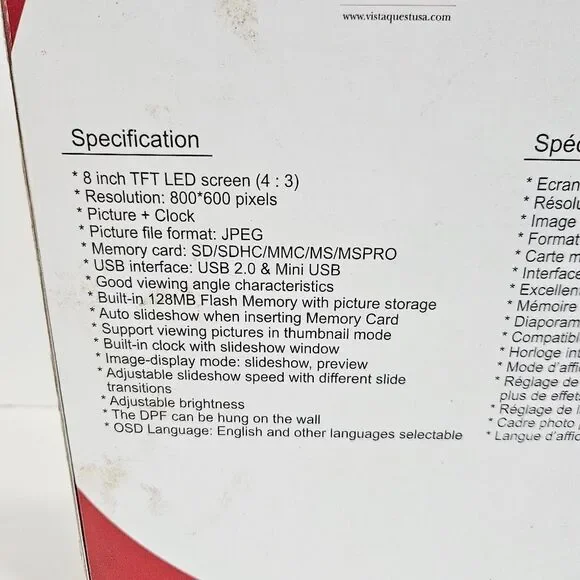 www.vistaquestusa.com
Specification
* 8 inch TFT LED screen (4 : 3)
* Resolution: 800*600 pixels
* Picture + Clock
* Picture file format: JPEG
* Memory card: SD/SDHC/MMC/MS/MSPRO
* USB interface: USB 2.0 & Mini USB
* Good viewing angle characteristics
* Built-in 128MB Flash Memory with picture storage
* Auto slideshow when inserting Memory Card
* Support viewing pictures in thumbnail mode
* Built-in clock with slideshow window
* Image-display mode: slideshow, preview
* Adjustable slideshow speed with different slide
transitions
* Adjustable brightness
* The DPF can be hung on the wall
* OSD Language: English and other languages selectable
Spéc
* Ecran
* Résolu
* Image
* Format
* Carte m
* Interface
* Excellent
* Mémoire
* Diaporam
* Compatible
* Horloge int
* Mode d'affic
* Réglage de
plus de effets
* Réglage de l
* Cadre photo
* Langue d'affic